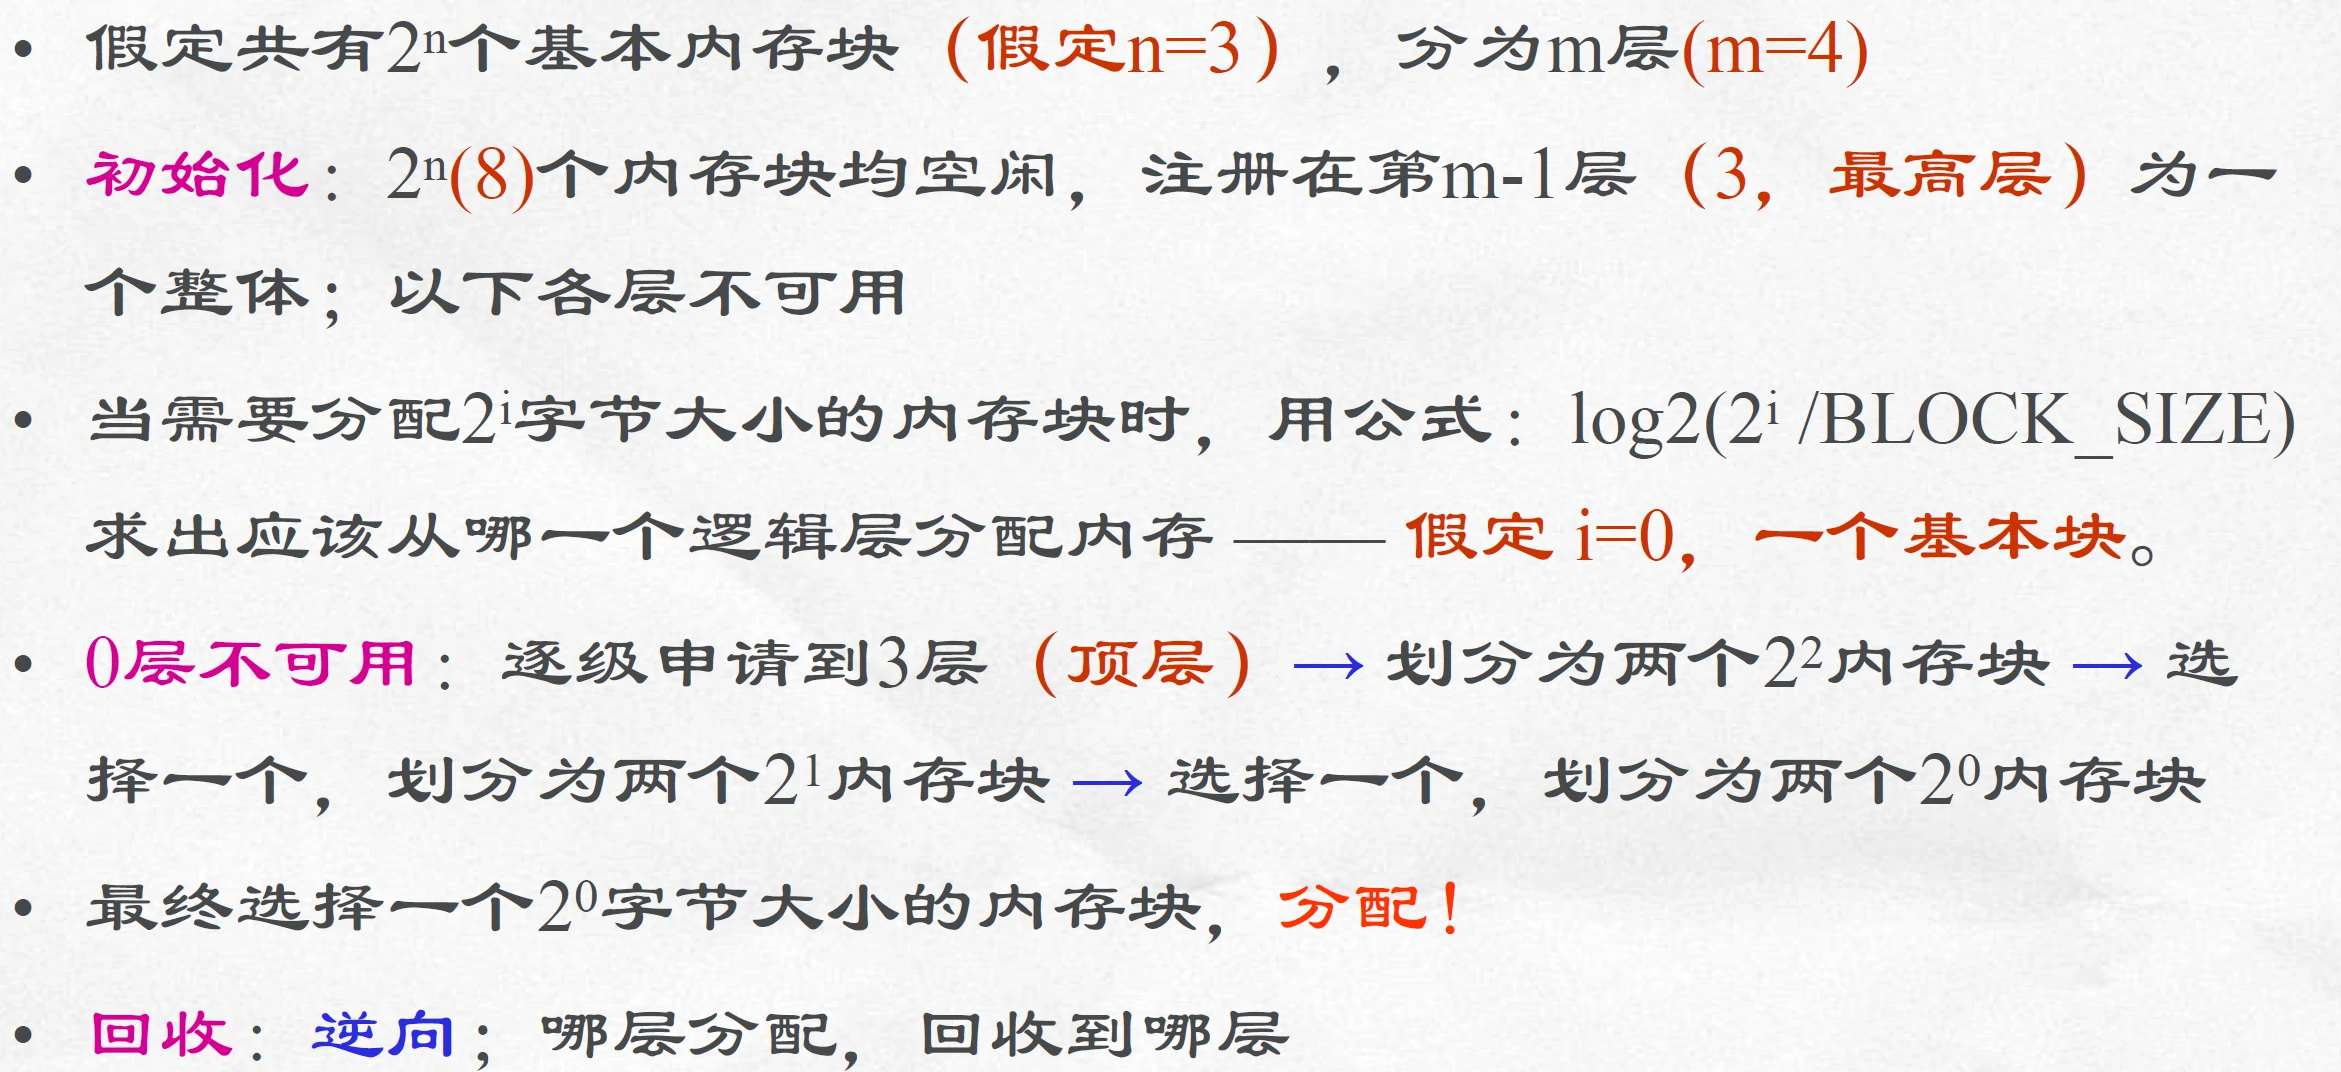 • 假定共有2ⁿ个基本内存块（假定n=3），分为m层(m=4)
• 初始化：2ⁿ(8)个内存块均空闲，注册在第m-1层（3，最高层）为一
个整体；以下各层不可用
• 当需要分配2ⁱ字节大小的内存块时，用公式：log2(2ⁱ /BLOCK_SIZE)
求出应该从哪一个逻辑层分配内存 —— 假定 i=0，一个基本块。
• 0层不可用：逐级申请到3层（顶层）→ 划分为两个2²内存块 → 选
择一个，划分为两个2¹内存块 → 选择一个，划分为两个2⁰内存块
• 最终选择一个2⁰字节大小的内存块，分配！
• 回收：逆向；哪层分配，回收到哪层